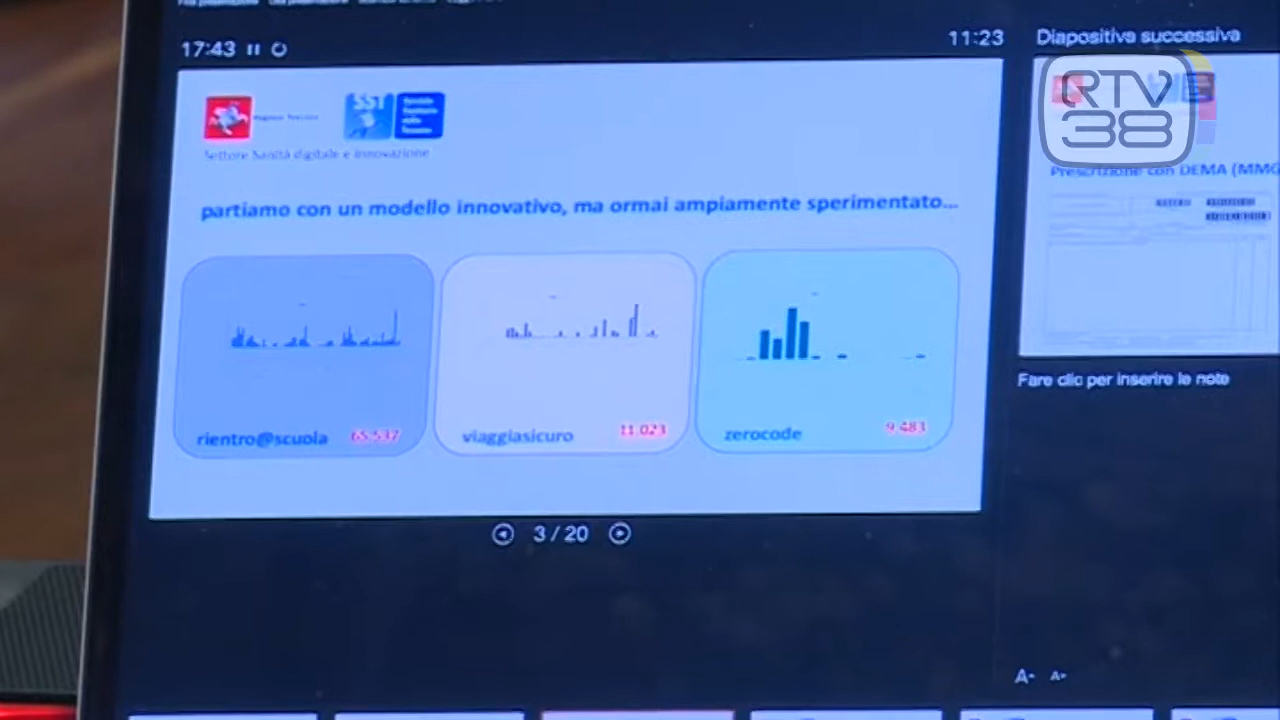 17:43
11:23
Diapositiva successiva
RTV
38
SST
Settore Sanità digitale e innovazione
partiamo con un modello innovativo, ma ormai ampiamente sperimentato...
Prescrizione con DEMA (MMG
rientro@scuola 65.537
viaggiasicuro 11.023
zerocode 9.483
Fare clic per inserire le note
3 / 20
A- A+